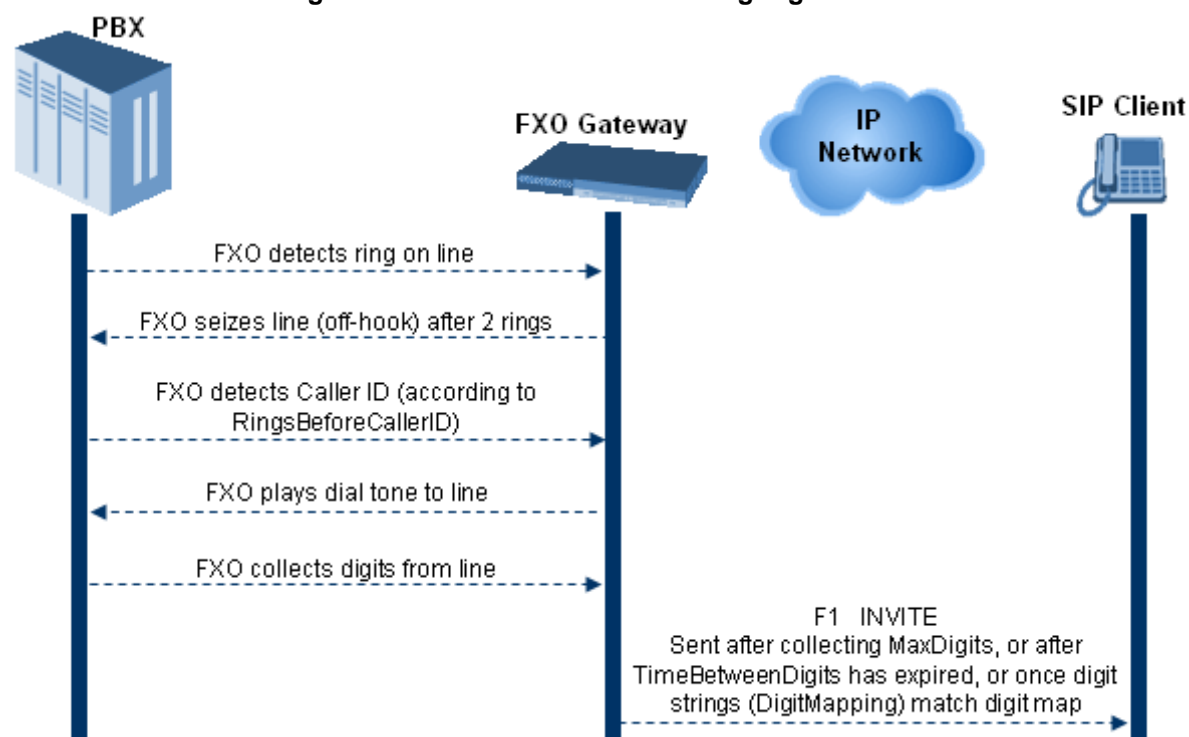 PBX
FXO Gateway
IP
Network
SIP Client
FXO detects ring on line
FXO seizes line (off-hook) after 2 rings
FXO detects Caller ID (according to
RingsBeforeCallerID)
FXO plays dial tone to line
FXO collects digits from line
F1 INVITE
Sent after collecting MaxDigits, or after
TimeBetweenDigits has expired, or once digit
strings (DigitMapping) match digit map